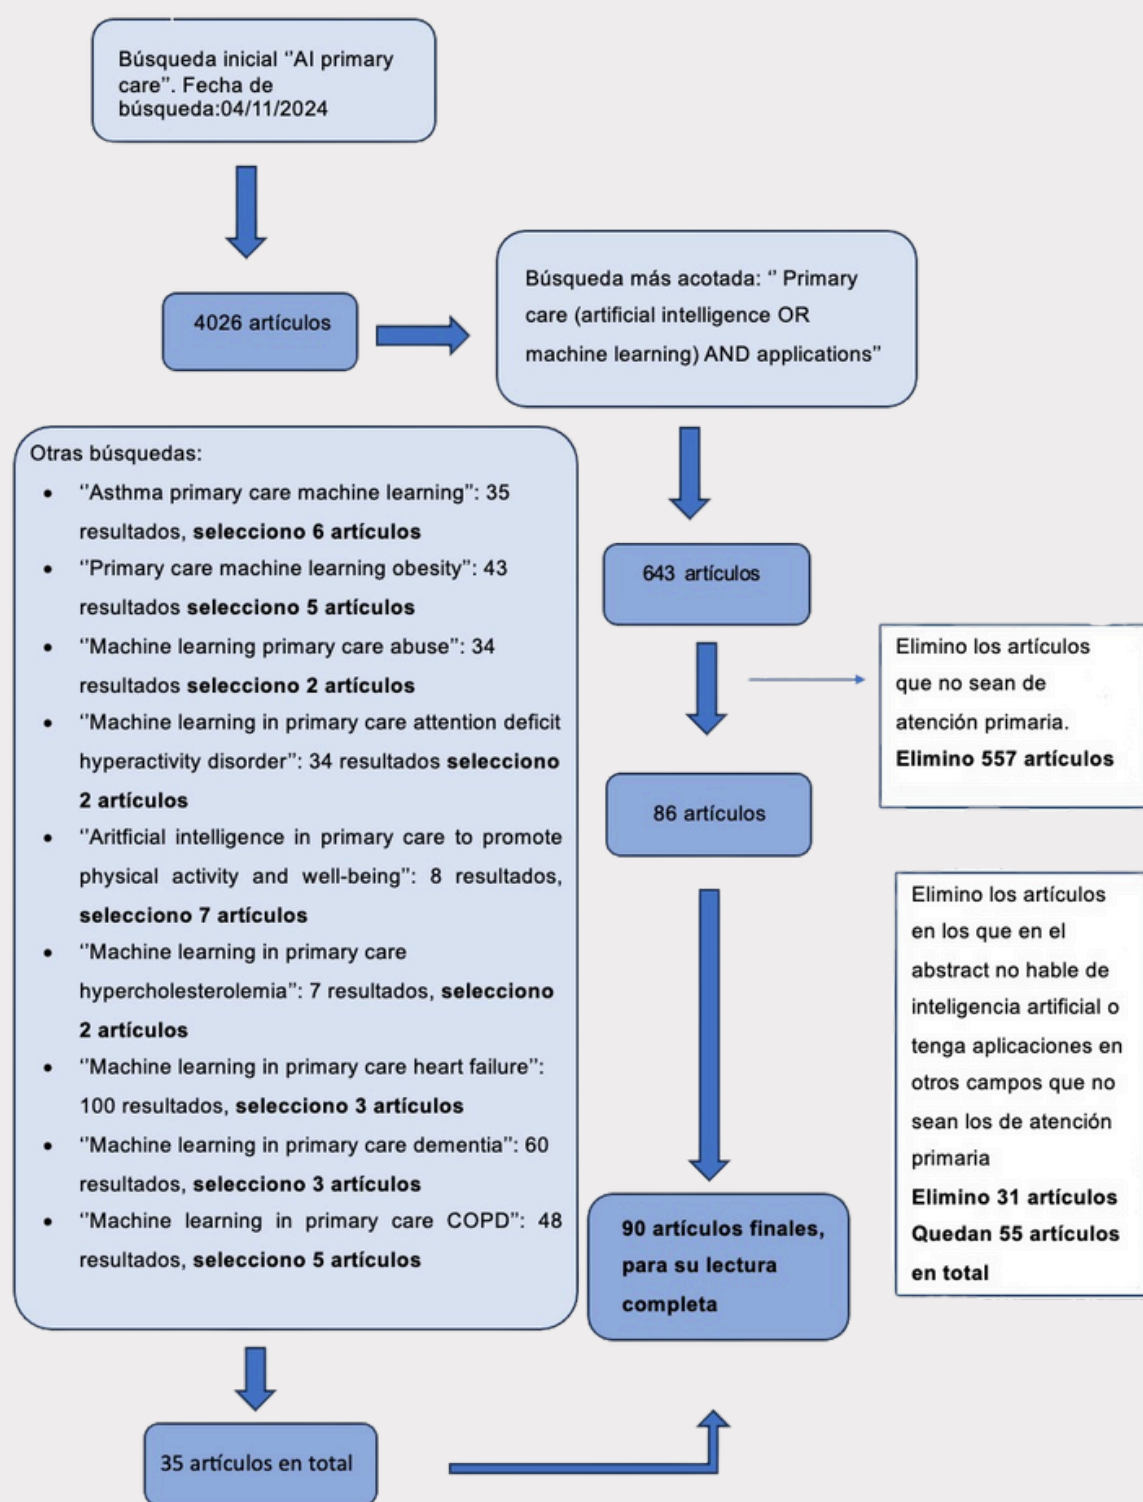 Búsqueda inicial “AI primary
care”. Fecha de
búsqueda:04/11/2024
4026 artículos
Búsqueda más acotada: “ Primary
care (artificial intelligence OR
machine learning) AND applications”
643 artículos
Elimino los artículos
que no sean de
atención primaria.
Elimino 557 artículos
86 artículos
Elimino los artículos
en los que en el
abstract no hable de
inteligencia artificial o
tenga aplicaciones en
otros campos que no
sean los de atención
primaria
Elimino 31 artículos
Quedan 55 artículos
en total
Otras búsquedas:
• “Asthma primary care machine learning”: 35
resultados, selecciono 6 artículos
• “Primary care machine learning obesity”: 43
resultados selecciono 5 artículos
• “Machine learning primary care abuse”: 34
resultados selecciono 2 artículos
• “Machine learning in primary care attention deficit
hyperactivity disorder”: 34 resultados selecciono
2 artículos
• “Aritficial intelligence in primary care to promote
physical activity and well-being”: 8 resultados,
selecciono 7 artículos
• “Machine learning in primary care
hypercholesterolemia”: 7 resultados, selecciono
2 artículos
• “Machine learning in primary care heart failure”:
100 resultados, selecciono 3 artículos
• “Machine learning in primary care dementia”: 60
resultados, selecciono 3 artículos
• “Machine learning in primary care COPD”: 48
resultados, selecciono 5 artículos
35 artículos en total
90 artículos finales,
para su lectura
completa